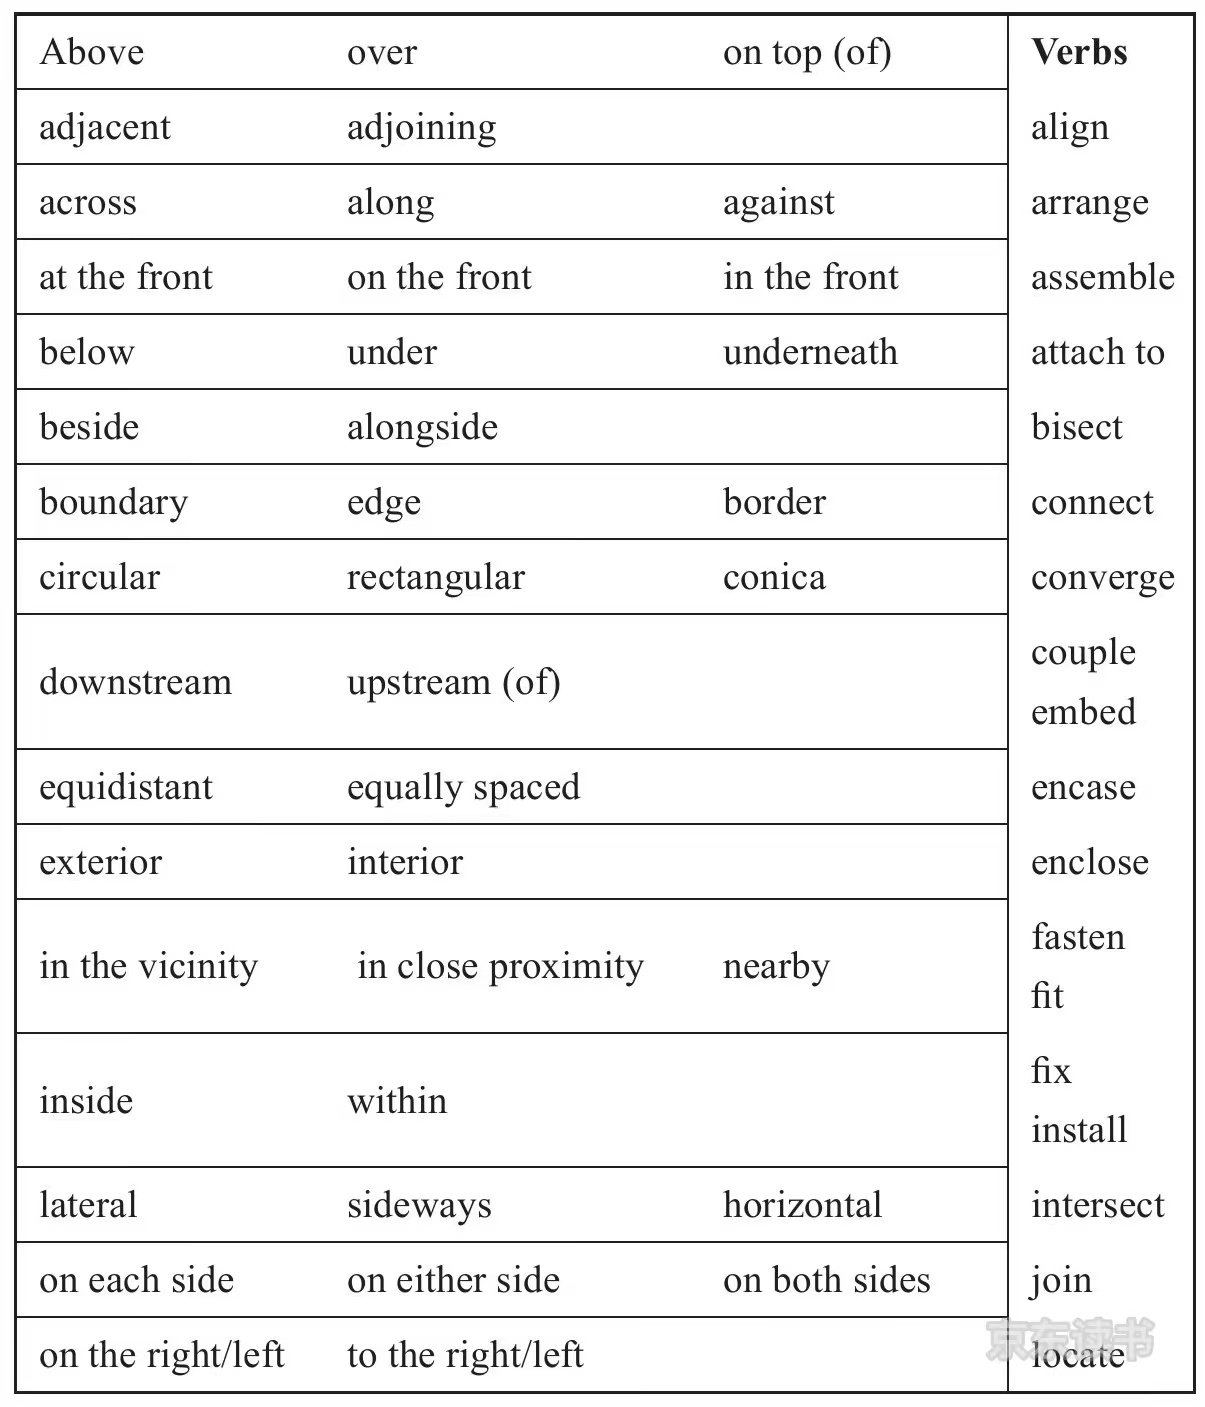 Above over on top (of) Verbs
adjacent adjoining align
across along against arrange
at the front on the front in the front assemble
below under underneath attach to
beside alongside bisect
boundary edge border connect
circular rectangular conica converge
couple
downstream upstream (of)
embed
equidistant equally spaced encase
exterior interior enclose
fasten
in the vicinity in close proximity nearby
fit
fix
inside within
install
lateral sideways horizontal intersect
on each side on either side on both sides join
京东读书
on the right/left to the right/left locate